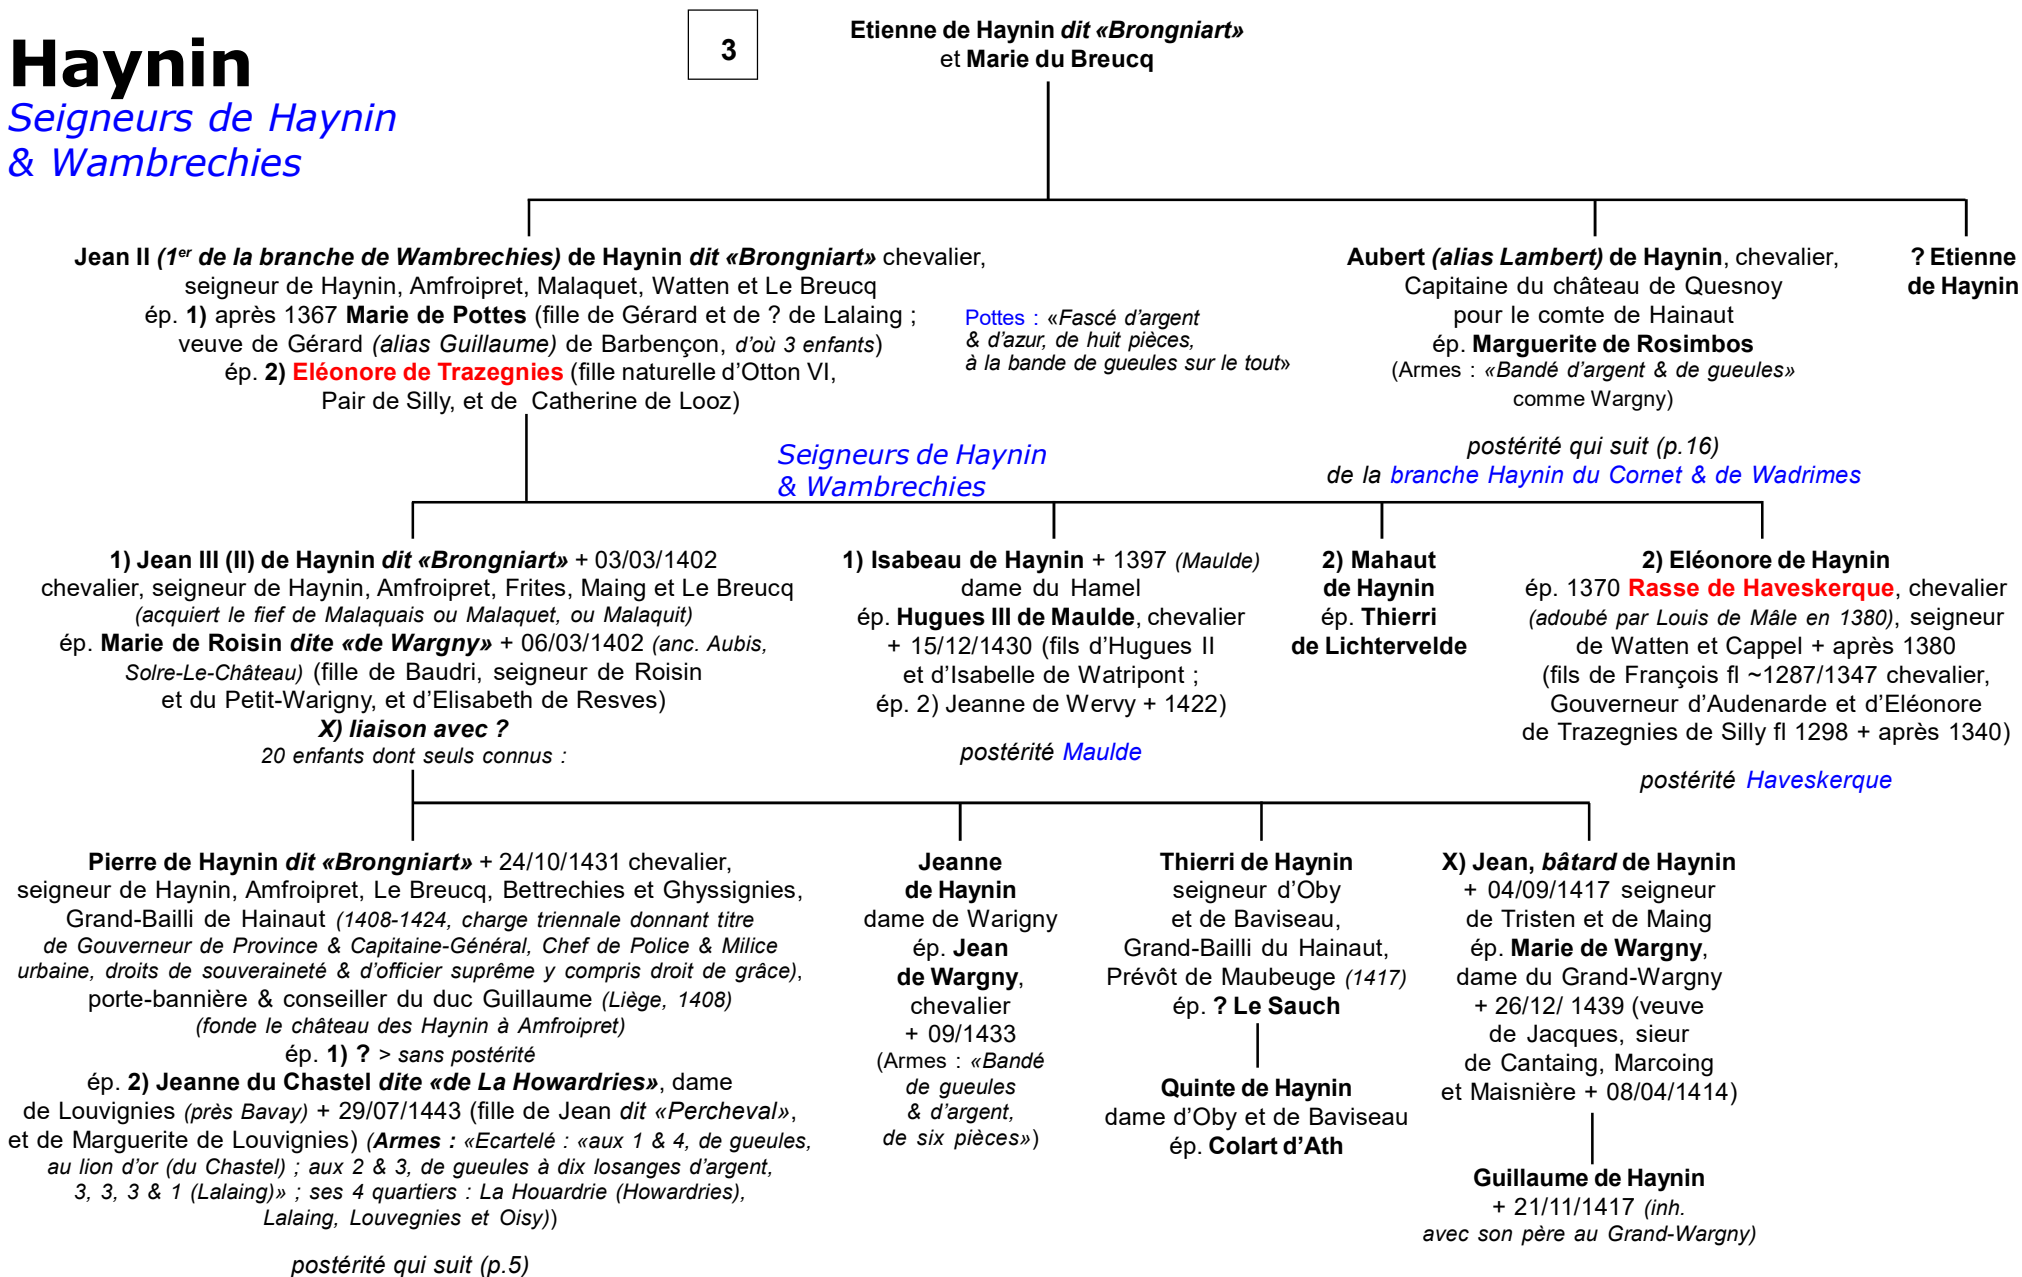 Haynin
Seigneurs de Haynin
& Wambrechies
3
Etienne de Haynin dit «Brongniart»
et Marie du Breucq
Jean II (1er de la branche de Wambrechies) de Haynin dit «Brongniart» chevalier,
seigneur de Haynin, Amfroipret, Malaquet, Watten et Le Breucq
ép. 1) après 1367 Marie de Pottes (fille de Gérard et de ? de Lalaing ;
veuve de Gérard (alias Guillaume) de Barbençon, d'où 3 enfants)
ép. 2) Eléonore de Trazegnies (fille naturelle d'Otton VI,
Pair de Silly, et de Catherine de Looz)
Pottes : «Fascé d'argent
& d'azur, de huit pièces,
à la bande de gueules sur le tout»
Aubert (alias Lambert) de Haynin, chevalier,
Capitaine du château de Quesnoy
pour le comte de Hainaut
ép. Marguerite de Rosimbos
(Armes : «Bandé d'argent & de gueules»
comme Wargny)
postérité qui suit (p.16)
de la branche Haynin du Cornet & de Wadrimes
? Etienne
de Haynin
Seigneurs de Haynin
& Wambrechies
1) Jean III (II) de Haynin dit «Brongniart» + 03/03/1402
chevalier, seigneur de Haynin, Amfroipret, Frites, Maing et Le Breucq
(acquiert le fief de Malaquais ou Malaquet, ou Malaquit)
ép. Marie de Roisin dite «de Wargny» + 06/03/1402 (anc. Aubis,
Solre-Le-Château) (fille de Baudri, seigneur de Roisin
et du Petit-Warigny, et d'Elisabeth de Resves)
X) liaison avec ?
20 enfants dont seuls connus :
1) Isabeau de Haynin + 1397 (Maulde)
dame du Hamel
ép. Hugues III de Maulde, chevalier
+ 15/12/1430 (fils d'Hugues II
et d'Isabelle de Watripont ;
ép. 2) Jeanne de Wervy + 1422)
postérité Maulde
2) Mahaut
de Haynin
ép. Thierri
de Lichtervelde
2) Eléonore de Haynin
ép. 1370 Rasse de Haveskerque, chevalier
(adoubé par Louis de Mâle en 1380), seigneur
de Watten et Cappel + après 1380
(fils de François fl ~1287/1347 chevalier,
Gouverneur d'Audenarde et d'Eléonore
de Trazegnies de Silly fl 1298 + après 1340)
postérité Haveskerque
Pierre de Haynin dit «Brongniart» + 24/10/1431 chevalier,
seigneur de Haynin, Amfroipret, Le Breucq, Bettrechies et Ghyssignies,
Grand-Bailli de Hainaut (1408-1424, charge triennale donnant titre
de Gouverneur de Province & Capitaine-Général, Chef de Police & Milice
urbaine, droits de souveraineté & d'officier suprême y compris droit de grâce),
porte-bannière & conseiller du duc Guillaume (Liège, 1408)
(fonde le château des Haynin à Amfroipret)
ép. 1) ? > sans postérité
ép. 2) Jeanne du Chastel dite «de La Howardries», dame
de Louvignies (près Bavay) + 29/07/1443 (fille de Jean dit «Percheval»,
et de Marguerite de Louvignies) (Armes : «Ecartelé : «aux 1 & 4, de gueules,
au lion d'or (du Chastel) ; aux 2 & 3, de gueules à dix losanges d'argent,
3, 3, 3 & 1 (Lalaing)» ; ses 4 quartiers : La Houardrie (Howardries),
Lalaing, Louvegnies et Oisy))
postérité qui suit (p.5)
Jeanne
de Haynin
dame de Warigny
ép. Jean
de Wargny,
chevalier
+ 09/1433
(Armes : «Bandé
de gueules
& d'argent,
de six pièces»)
Thierri de Haynin
seigneur d'Oby
et de Baviseau,
Grand-Bailli du Hainaut,
Prévôt de Maubeuge (1417)
ép. ? Le Sauch
Quinte de Haynin
dame d'Oby et de Baviseau
ép. Colart d'Ath
X) Jean, bâtard de Haynin
+ 04/09/1417 seigneur
de Tristen et de Maing
ép. Marie de Wargny,
dame du Grand-Wargny
+ 26/12/ 1439 (veuve
de Jacques, sieur
de Cantaing, Marcoing
et Maisnière + 08/04/1414)
Guillaume de Haynin
+ 21/11/1417 (inh.
avec son père au Grand-Wargny)